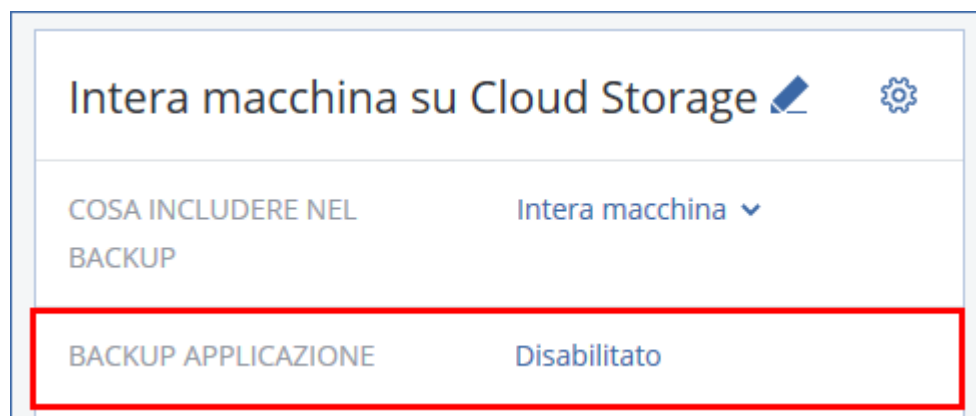 Intera macchina su Cloud Storage
COSA INCLUDERE NEL Intera macchina
BACKUP
BACKUP APPLICAZIONE Disabilitato